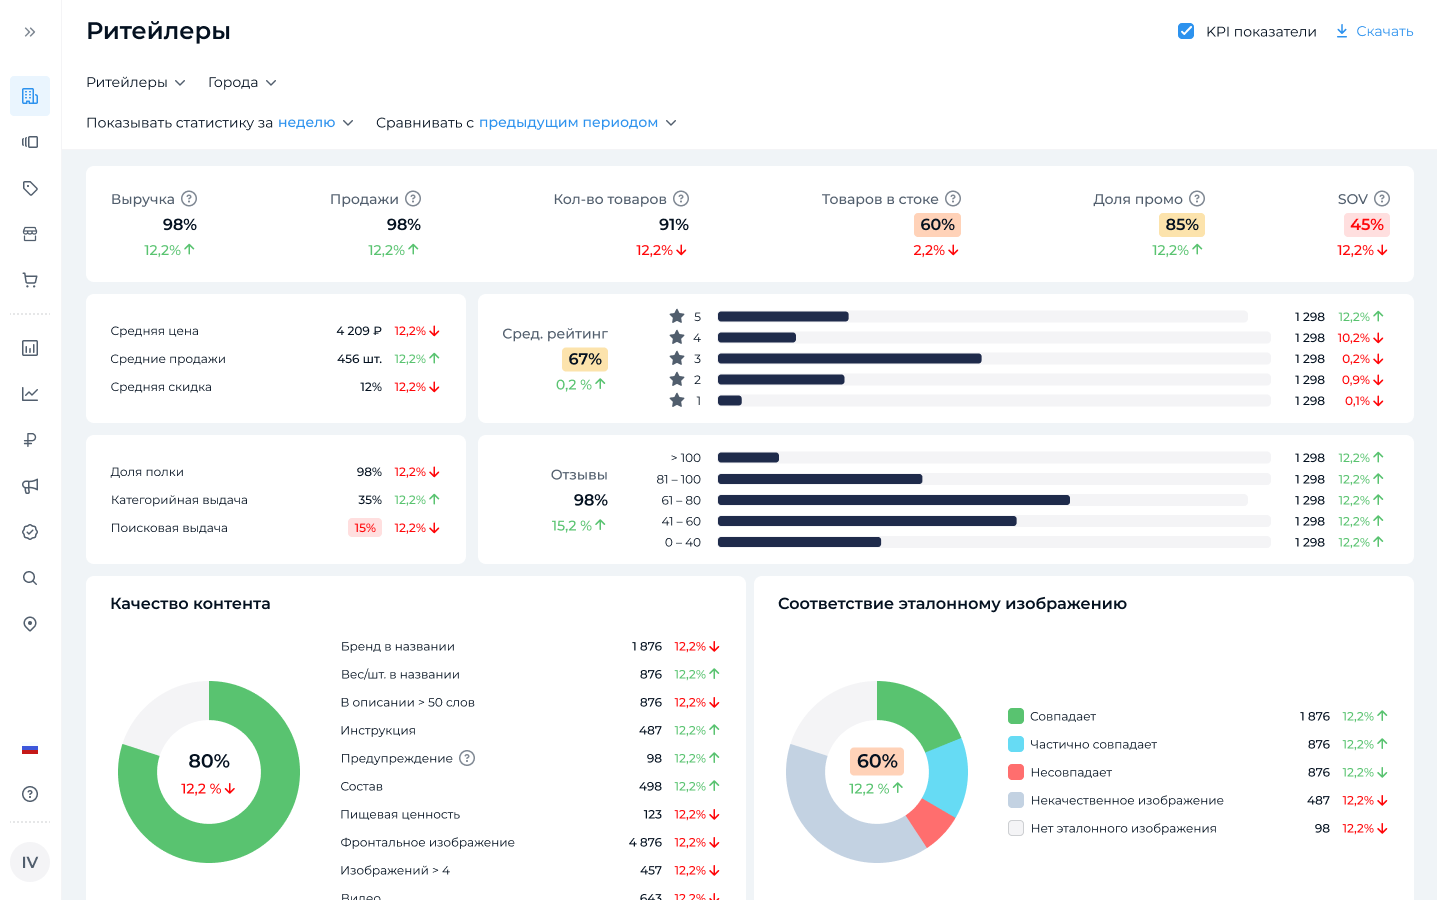 Ритейлеры
KPI показатели
Скачать
Ритейлеры
Города
Показывать статистику за неделю
Сравнивать с предыдущим периодом
Выручка
98%
12,2%
Продажи
98%
12,2%
Кол-во товаров
91%
12,2%
Товаров в стоке
60%
2,2%
Доля промо
85%
12,2%
SOV
45%
12,2%
Средняя цена 4 209 ₽ 12,2%
Средние продажи 456 шт. 12,2%
Средняя скидка 12% 12,2%
Сред. рейтинг
67%
0,2 %
5 1 298 12,2%
4 1 298 10,2%
3 1 298 0,2%
2 1 298 0,9%
1 1 298 0,1%
Доля полки 98% 12,2%
Категорийная выдача 35% 12,2%
Поисковая выдача 15% 12,2%
Отзывы
98%
15,2 %
> 100 1 298 12,2%
81 – 100 1 298 12,2%
61 – 80 1 298 12,2%
41 – 60 1 298 12,2%
0 – 40 1 298 12,2%
Качество контента
80%
12,2 %
Бренд в названии 1 876 12,2%
Вес/шт. в названии 876 12,2%
В описании > 50 слов 876 12,2%
Инструкция 487 12,2%
Предупреждение 98 12,2%
Состав 498 12,2%
Пищевая ценность 123 12,2%
Фронтальное изображение 4 876 12,2%
Изображений > 4 457 12,2%
Видео 643 12,2%
Соответствие эталонному изображению
60%
12,2 %
Совпадает 1 876 12,2%
Частично совпадает 876 12,2%
Несовпадает 876 12,2%
Некачественное изображение 487 12,2%
Нет эталонного изображения 98 12,2%
IV